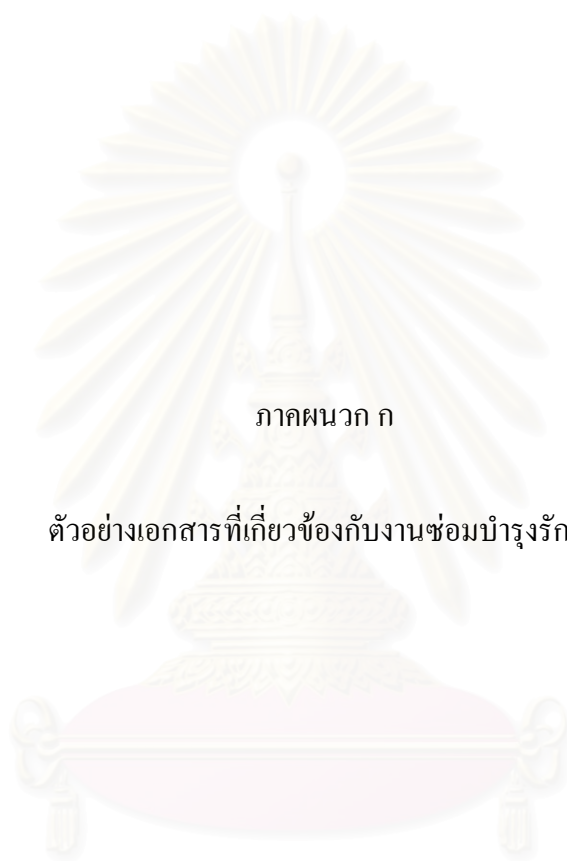 ภาคผนวก ก
ตัวอย่างเอกสารที่เกี่ยวข้องกับงานซ่อมบำรุงรัก